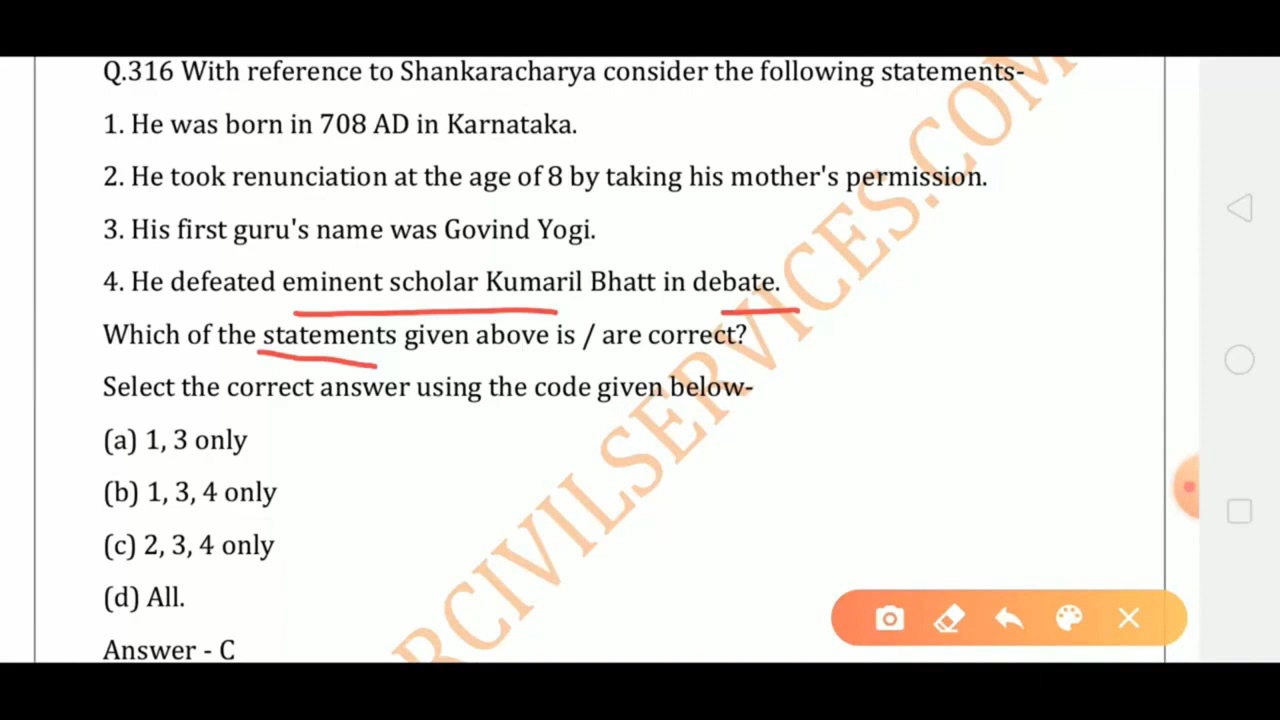 Q.316 With reference to Shankaracharya consider the following statements-
1. He was born in 708 AD in Karnataka.
2. He took renunciation at the age of 8 by taking his mother's permission.
3. His first guru's name was Govind Yogi.
4. He defeated eminent scholar Kumaril Bhatt in debate.
Which of the statements given above is / are correct?
Select the correct answer using the code given below-
(a) 1, 3 only
(b) 1, 3, 4 only
(c) 2, 3, 4 only
(d) All.
Answer - C
RCIVILSERVICES.COM